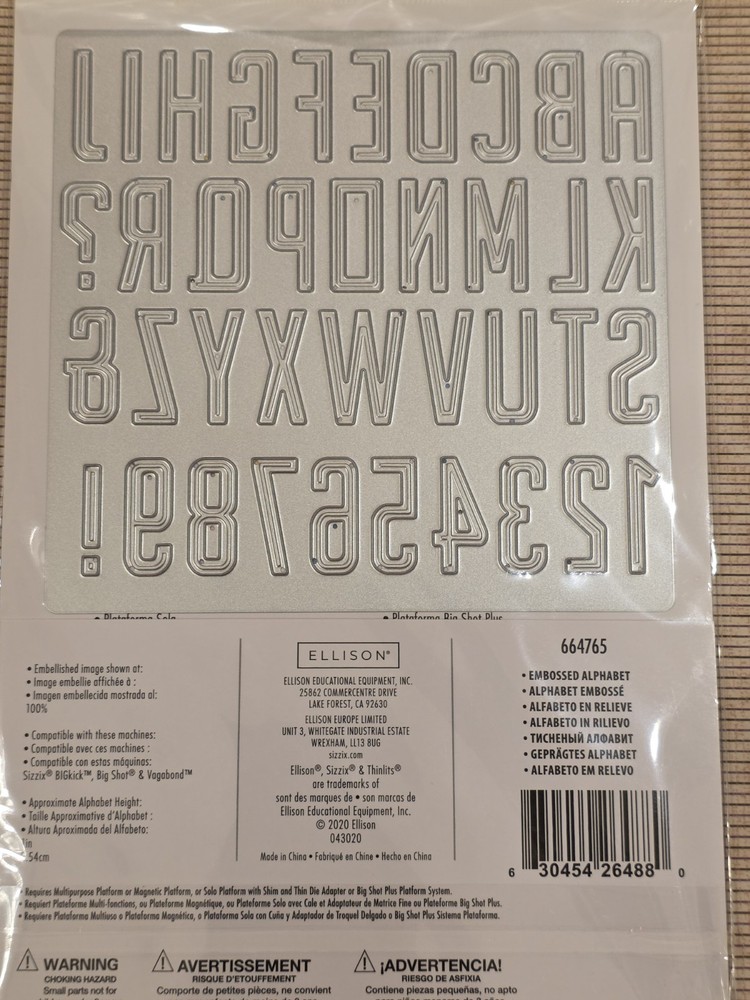 ABCDEFGHIJ
KLMNOPQR?
STUVWXYZ&
123456789!
• Plataforma Solo
• Plataforma Big Shot Plus
• Embellished image shown at:
• Image embellie affichée à :
• Imagen embellecida mostrada al:
100%
• Compatible with these machines:
• Compatible avec ces machines :
• Compatible con estas máquinas:
Sizzix® BIGkick™, Big Shot® & Vagabond™
• Approximate Alphabet Height:
• Taille Approximative d'Alphabet :
• Altura Aproximada del Alfabeto:
in
54cm
ELLISON®
ELLISON EDUCATIONAL EQUIPMENT, INC.
25862 COMMERCENTRE DRIVE
LAKE FOREST, CA 92630
ELLISON EUROPE LIMITED
UNIT 3, WHITEGATE INDUSTRIAL ESTATE
WREXHAM, LL13 8UG
sizzix.com
Ellison®, Sizzix® & Thinlits®
are trademarks of
sont des marques de • son marcas de
Ellison Educational Equipment, Inc.
© 2020 Ellison
043020
Made in China • Fabriqué en Chine • Hecho en China
664765
• EMBOSSED ALPHABET
• ALPHABET EMBOSSÉ
• ALFABETO EN RELIEVE
• ALFABETO IN RILIEVO
• ТИСНЕНЫЙ АЛФАВИТ
• GEPRÄGTES ALPHABET
• ALFABETO EM RELEVO
6 30454 26488 0
• Requires Multipurpose Platform or Magnetic Platform, or Solo Platform with Shim and Thin Die Adapter or Big Shot Plus Platform System.
• Requiert Plateforme Multi-fonctions, ou Plateforme Magnétique, ou Plateforme Solo avec Cale et Adaptateur de Matrice Fine ou Plateforme Big Shot Plus.
• Requiere Plataforma Multiuso o Plataforma Magnética, o Plataforma Solo con Cuña y Adaptador de Troquel Delgado o Big Shot Plus Sistema Plataforma.
WARNING
CHOKING HAZARD
Small parts not for
AVERTISSEMENT
RISQUE D'ETOUFFEMENT
Comporte de petites pièces, ne convient
¡ADVERTENCIA!
RIESGO DE ASFIXIA
Contiene piezas pequeñas, no apto